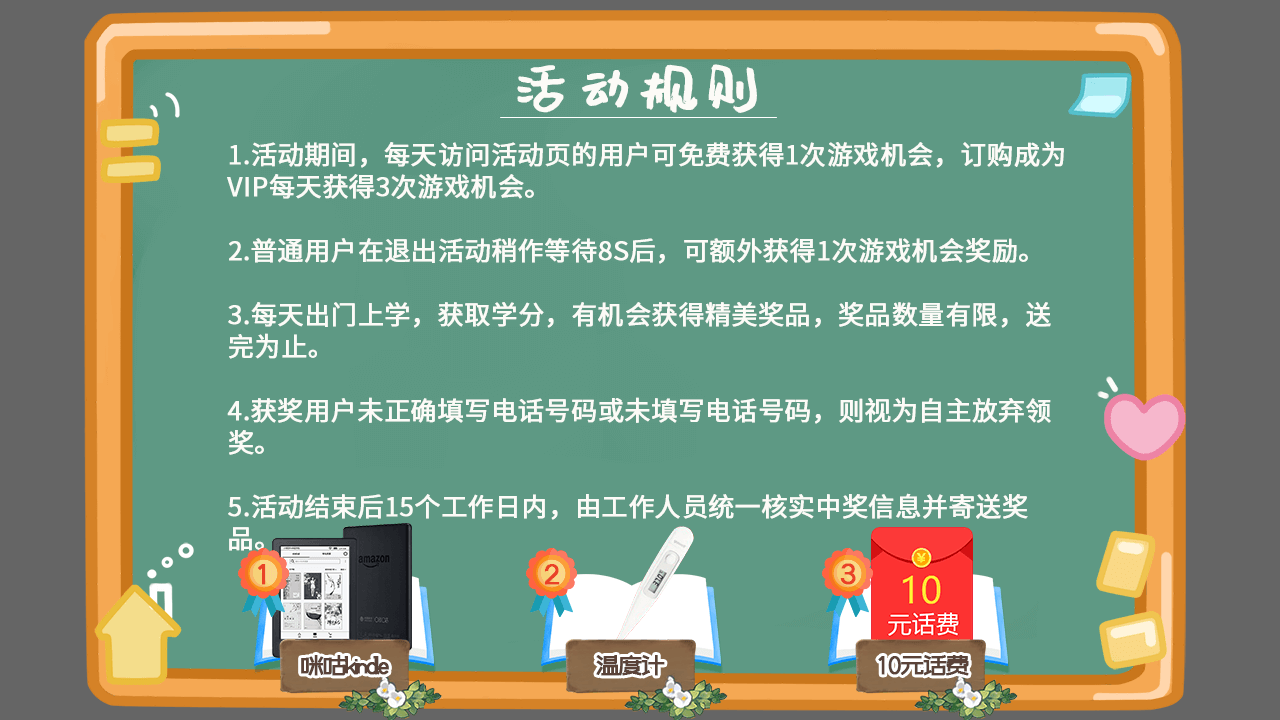 活动规则
1.活动期间，每天访问活动页的用户可免费获得1次游戏机会，订购成为
VIP每天获得3次游戏机会。
2.普通用户在退出活动稍作等待8S后，可额外获得1次游戏机会奖励。
3.每天出门上学，获取学分，有机会获得精美奖品，奖品数量有限，送
完为止。
4.获奖用户未正确填写电话号码或未填写电话号码，则视为自主放弃领
奖。
5.活动结束后15个工作日内，由工作人员统一核实中奖信息并寄送奖
品。
1
amazon
2
3
10
元话费
咪咕kindle
温度计
10元话费